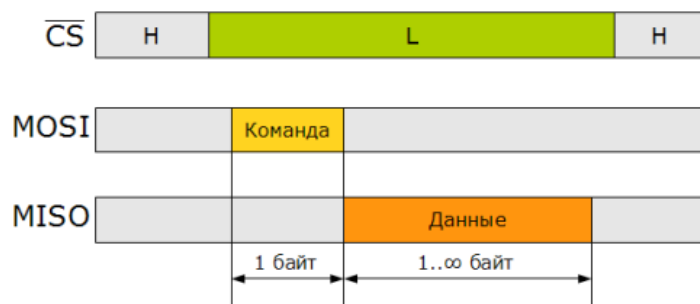 CS H L H
MOSI Команда
MISO Данные
1 байт 1..∞ байт